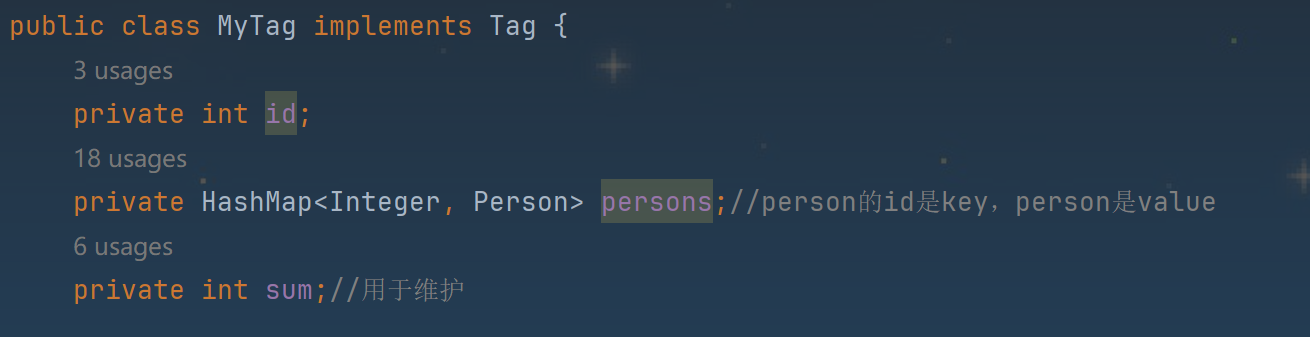 public class MyTag implements Tag {
3 usages
private int id;
18 usages
private HashMap<Integer, Person> persons;//person的id是key，person是value
6 usages
private int sum;//用于维护